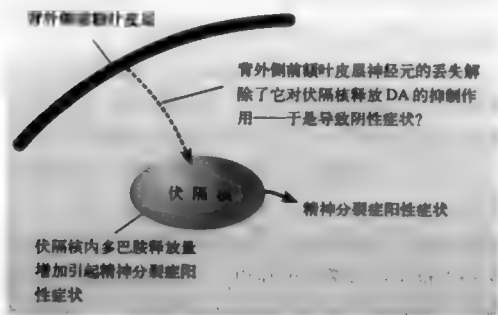 背外侧前额叶皮层
背外侧前额叶皮层神经元的丢失解
除了它对伏隔核释放 DA 的抑制作
用——于是导致阴性症状?
伏隔核
精神分裂症阳性症状
伏隔核内多巴胺释放量
增加引起精神分裂症阳
性症状